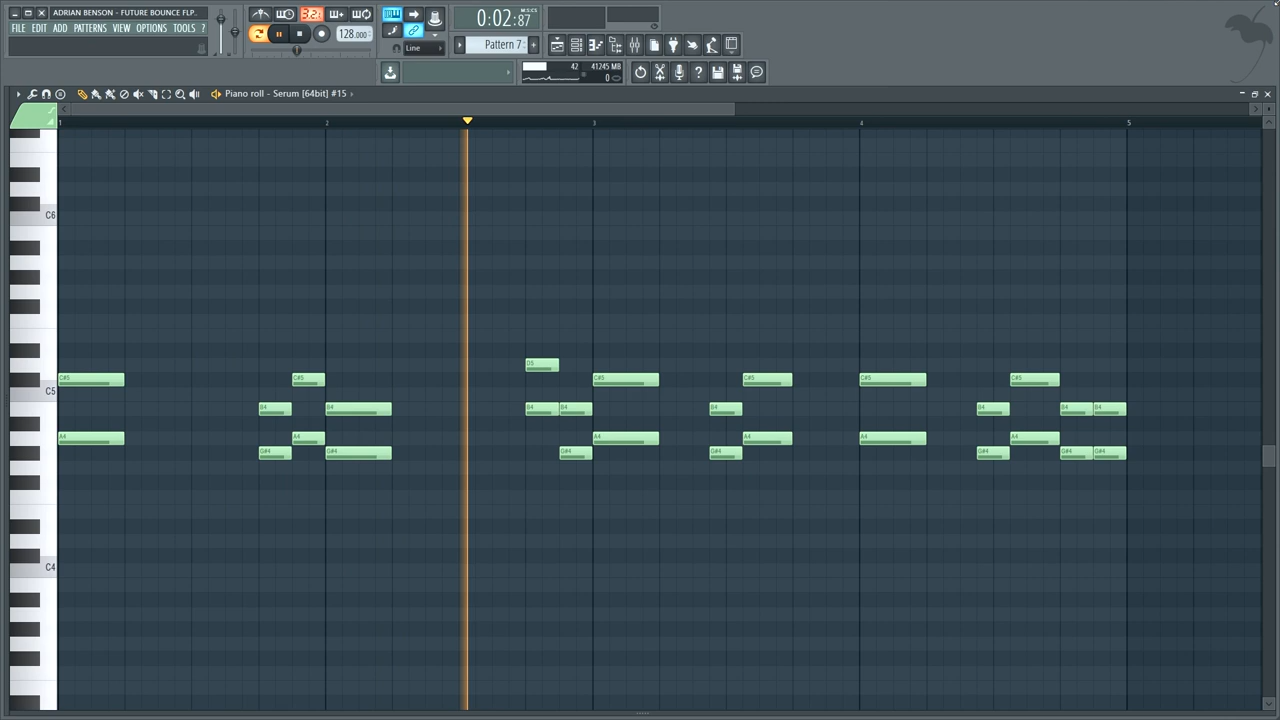 ADRIAN BENSON - FUTURE BOUNCE FLP..
FILE EDIT ADD PATTERNS VIEW OPTIONS TOOLS ?
3.2.
128.000
Line
0:02:87
M:S:CS
Pattern 7
42 41245 MB
0
Piano roll - Serum [64bit] #15
1 2 3 4 5
C6
D5
C#5 C#5 C#5 C#5 C#5 C#5
C5
B4 B4 B4 B4 B4 B4 B4 B4
A4 A4 A4 A4 A4 A4
G#4 G#4 G#4 G#4 G#4 G#4 G#4
C4